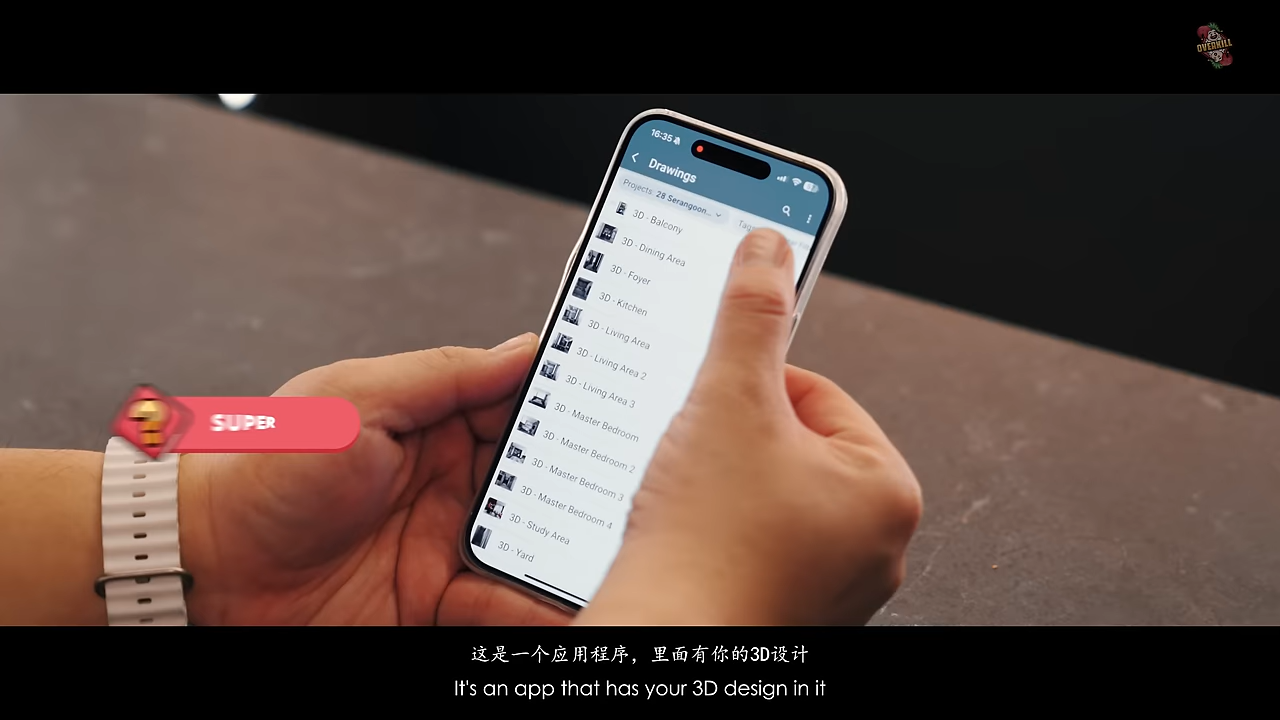 OVERKILL
16:35
Drawings
Projects: 28 Serangoon...
3D - Balcony
3D - Dining Area
3D - Foyer
3D - Kitchen
3D - Living Area
3D - Living Area 2
3D - Living Area 3
3D - Master Bedroom
3D - Master Bedroom 2
3D - Master Bedroom 3
3D - Master Bedroom 4
3D - Study Area
3D - Yard
SUPER
这是一个应用程序，里面有你的3D设计
It's an app that has your 3D design in it